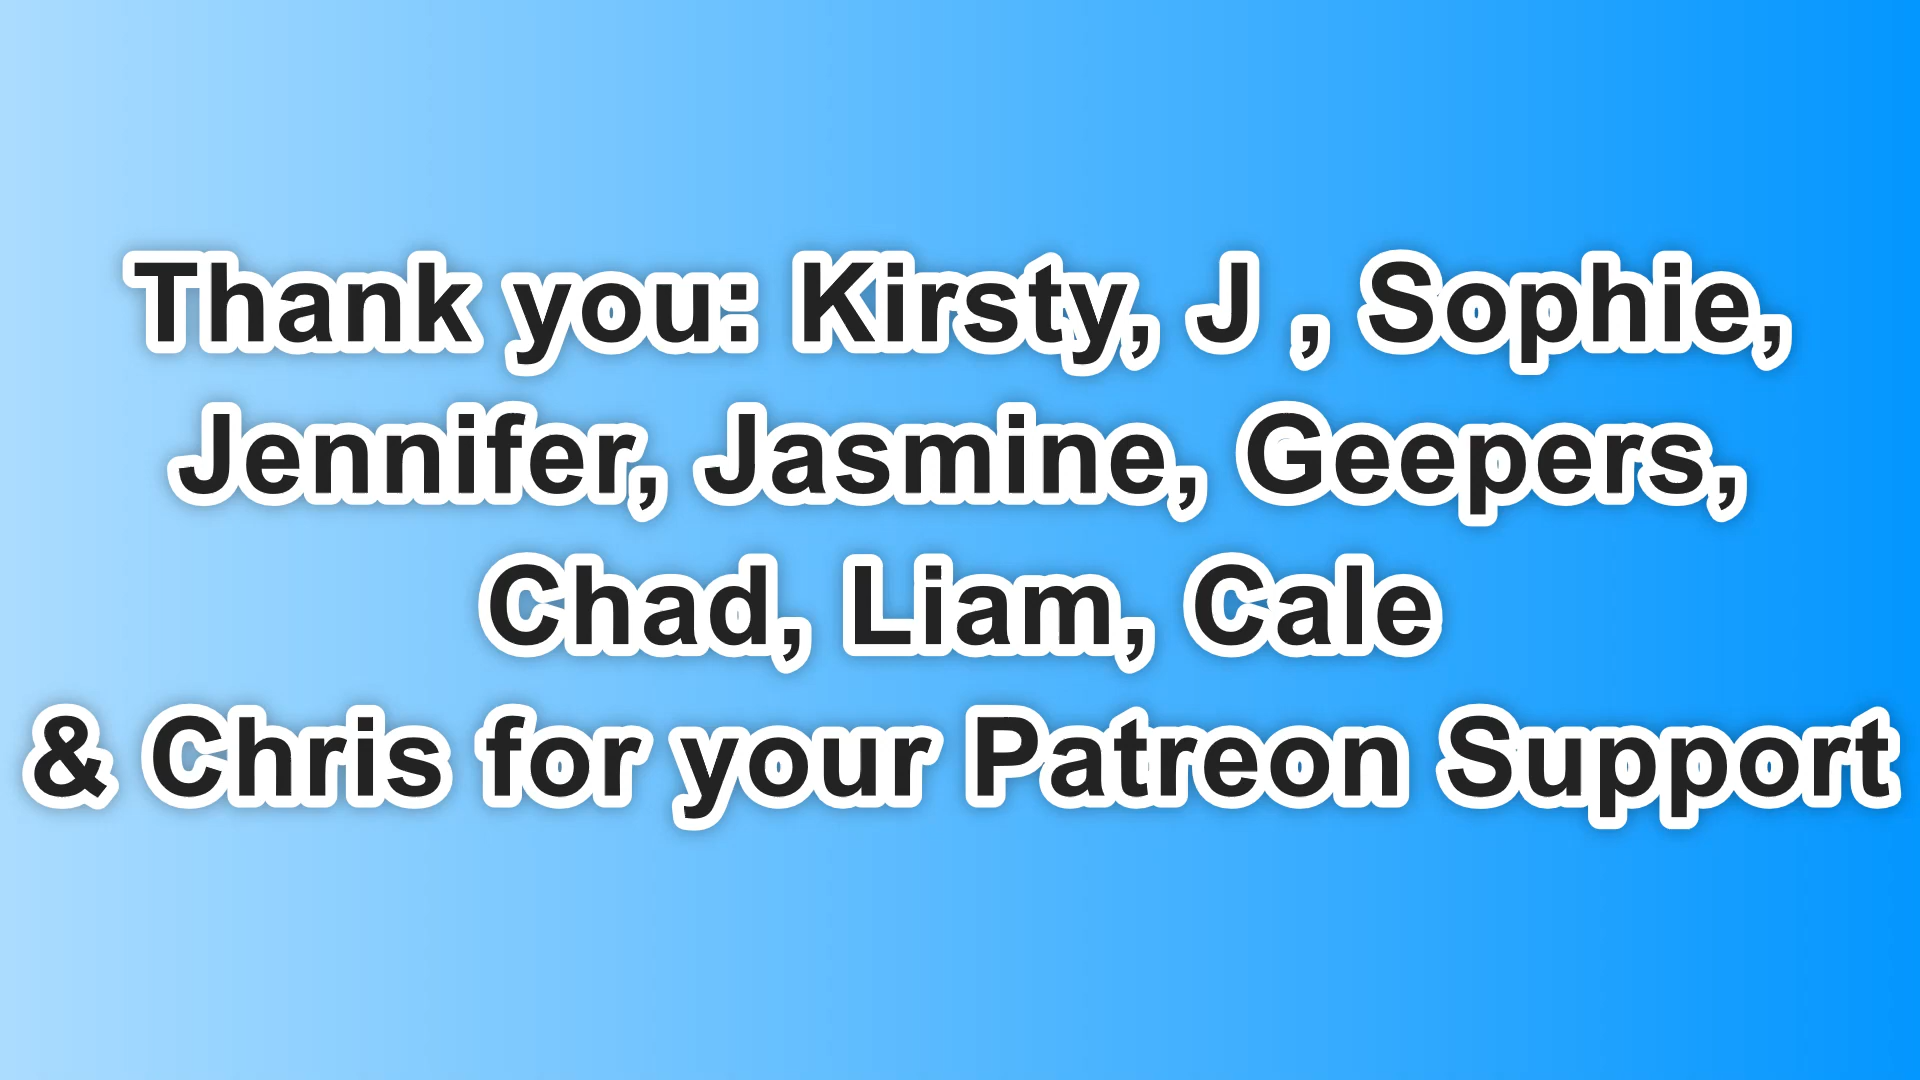 Thank you: Kirsty, J , Sophie,
Jennifer, Jasmine, Geepers,
Chad, Liam, Cale
& Chris for your Patreon Support